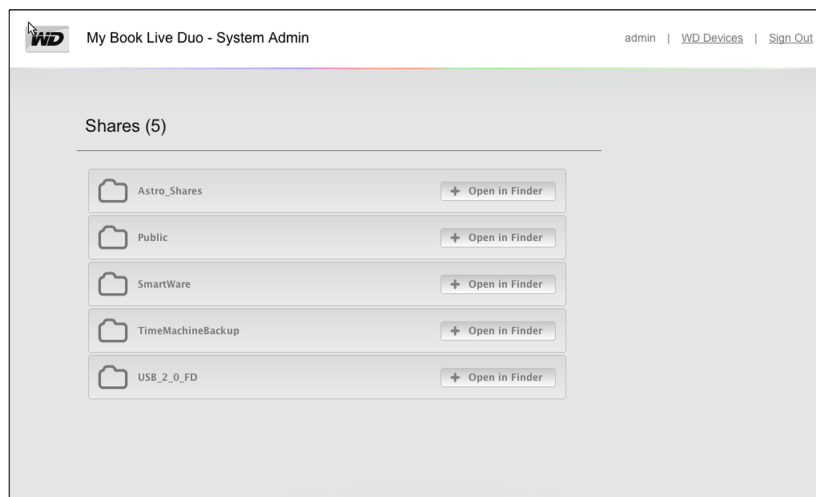 WD My Book Live Duo - System Admin admin | WD Devices | Sign Out
Shares (5)
Astro_Shares + Open in Finder
Public + Open in Finder
SmartWare + Open in Finder
TimeMachineBackup + Open in Finder
USB_2_0_FD + Open in Finder